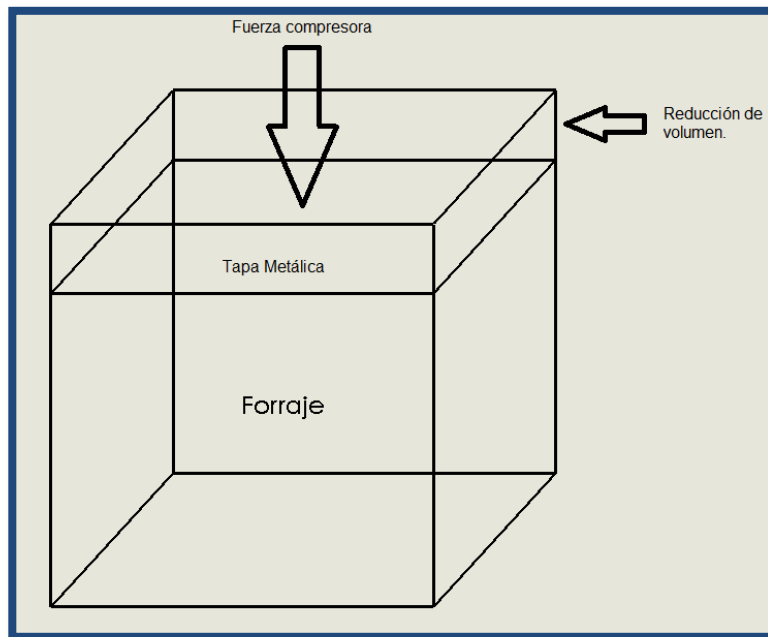 Fuerza compresora
Reducción de
volumen.
Tapa Metálica
Forraje